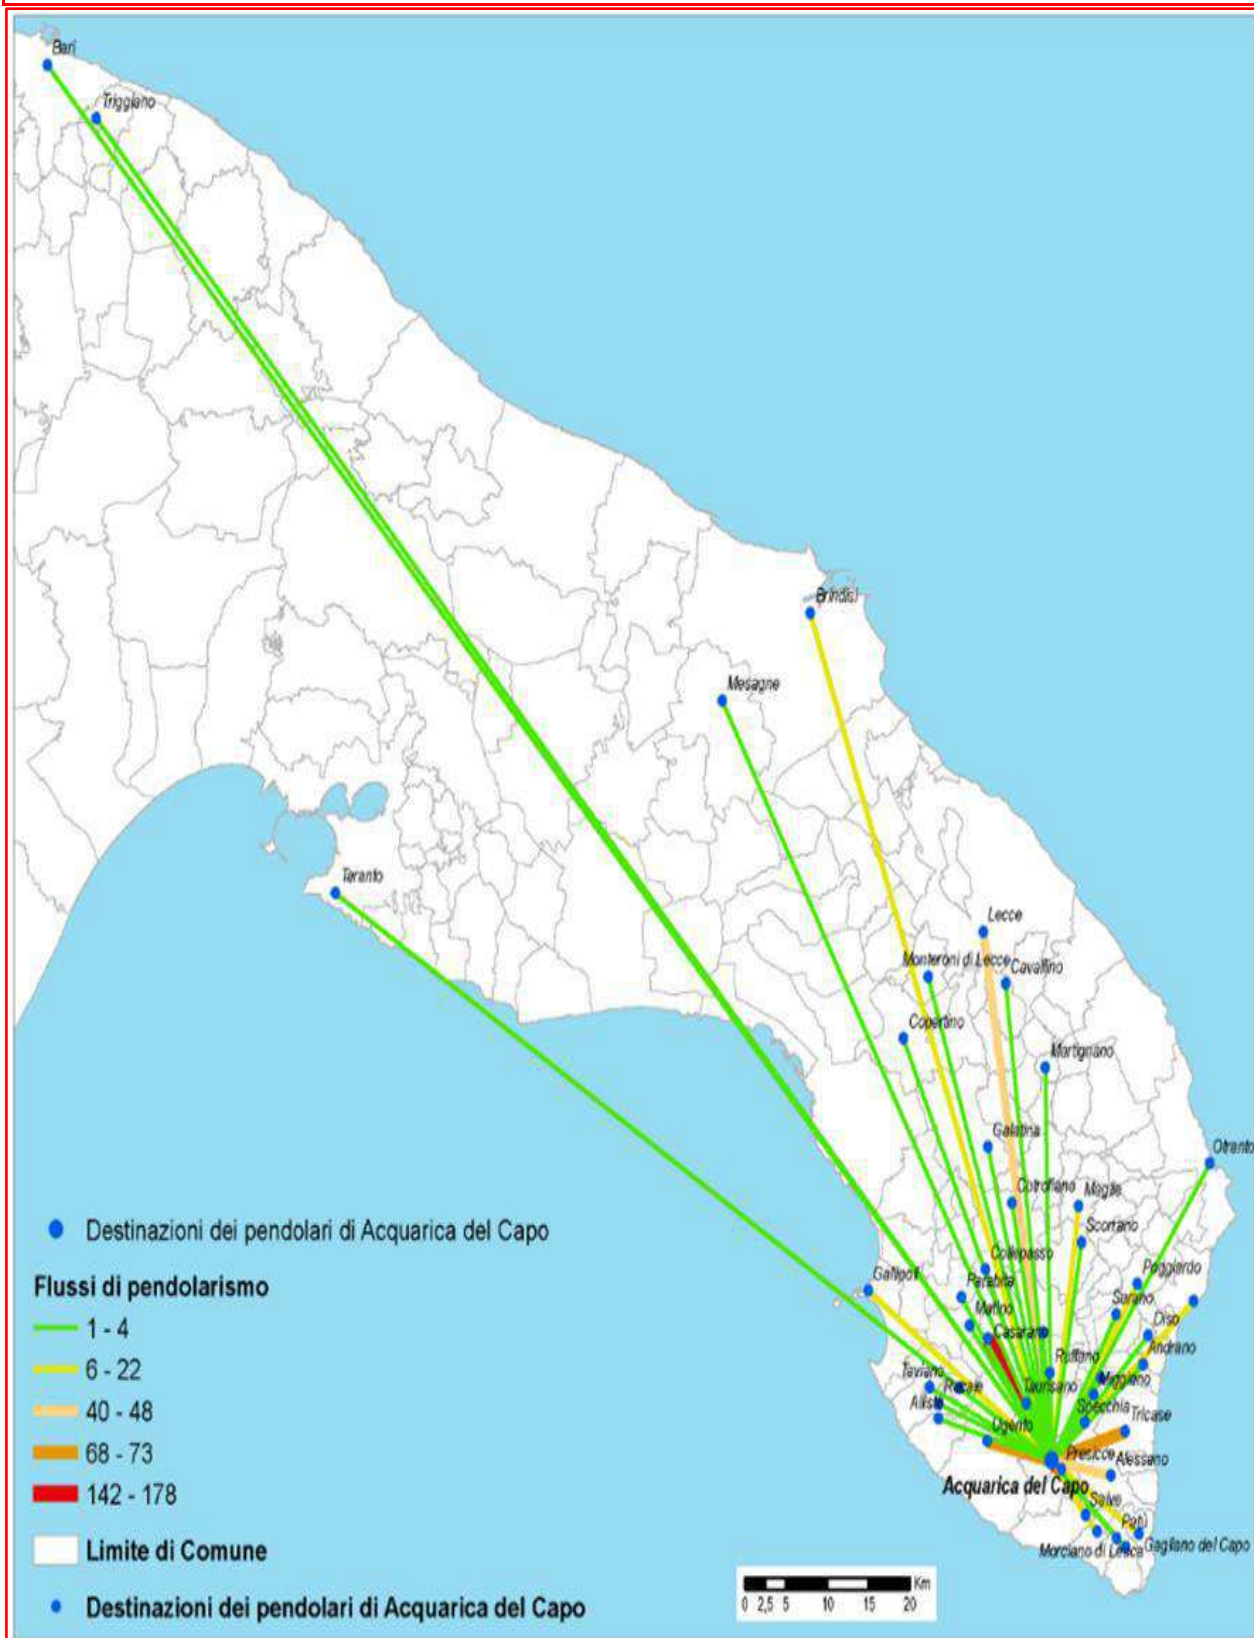 Bari
Triggiano
Brindisi
Mesagne
Taranto
Lecce
Monteroni di Lecce
Cavallino
Copertino
Martignano
Galatina
Otranto
Cutrofiano
Maglie
Scorrano
Collepasso
Gallipoli
Parabita
Poggiardo
Matino
Surano
Diso
Casarano
Andrano
Ruffano
Taviano
Racale
Taurisano
Miggiano
Alliste
Specchia
Tricase
Ugento
Presicce
Alessano
Acquarica del Capo
Salve
Patù
Morciano di Leuca
Gagliano del Capo
Destinazioni dei pendolari di Acquarica del Capo
Flussi di pendolarismo
1 - 4
6 - 22
40 - 48
68 - 73
142 - 178
Limite di Comune
Destinazioni dei pendolari di Acquarica del Capo
Km
0 2,5 5 10 15 20